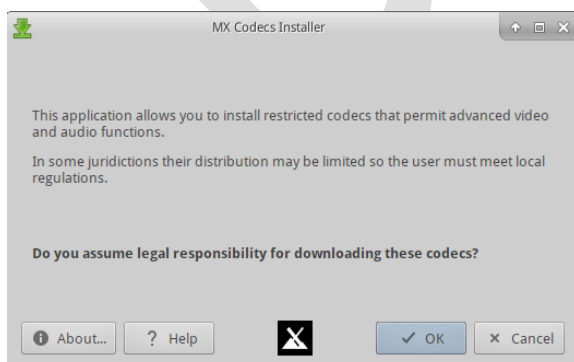 MX Codecs Installer
This application allows you to install restricted codecs that permit advanced video
and audio functions.
In some juridictions their distribution may be limited so the user must meet local
regulations.
Do you assume legal responsibility for downloading these codecs?
About... ? Help OK Cancel